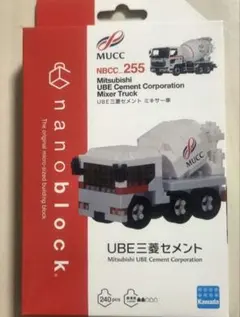 MUCC
NBCC_255
Mitsubishi
UBE Cement Corporation
Mixer Truck
UBE三菱セメント ミキサー車
nanoblock®
The original micro-sized building block
MUCC
UBE三菱セメント
Mitsubishi UBE Cement Corporation
240pcs
Kawada